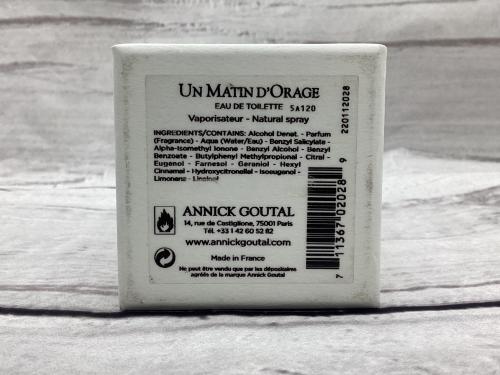 UN MATIN D'ORAGE
EAU DE TOILETTE 5A120
Vaporisateur - Natural spray
INGREDIENTS/CONTAINS: Alcohol Denat. - Parfum
(Fragrance) - Aqua (Water/Eau) - Benzyl Salicylate -
Alpha-Isomethyl Ionone - Benzyl Alcohol - Benzyl
Benzoate - Butylphenyl Methylpropional - Citral -
Eugenol - Farnesol - Geraniol - Hexyl
Cinnamal - Hydroxycitronellal - Isoeugenol -
Limonene - Linalool
ANNICK GOUTAL
14, rue de Castiglione, 75001 Paris
Tél. +33 1 42 60 52 82
www.annickgoutal.com
Made in France
Ne peut être vendu que par les dépositaires
agréés de la marque Annick Goutal
220112028
7 11367 02028 9